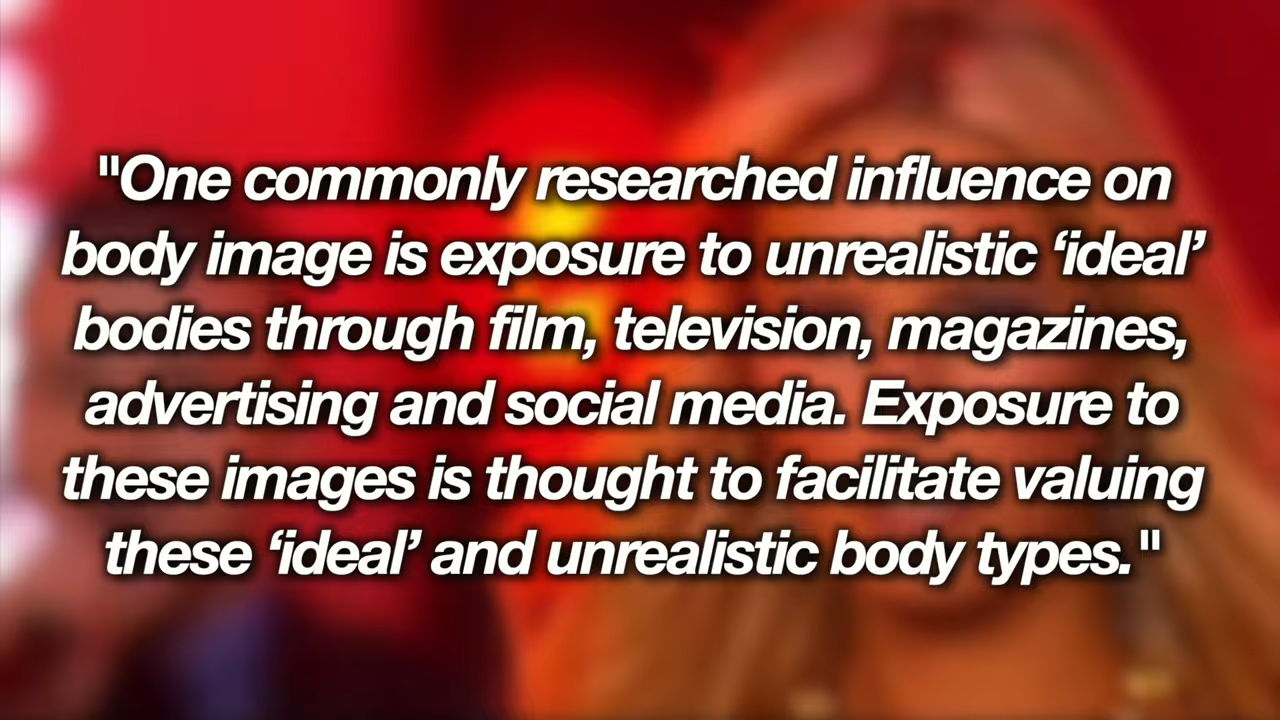 "One commonly researched influence on
body image is exposure to unrealistic ‘ideal’
bodies through film, television, magazines,
advertising and social media. Exposure to
these images is thought to facilitate valuing
these ‘ideal’ and unrealistic body types."